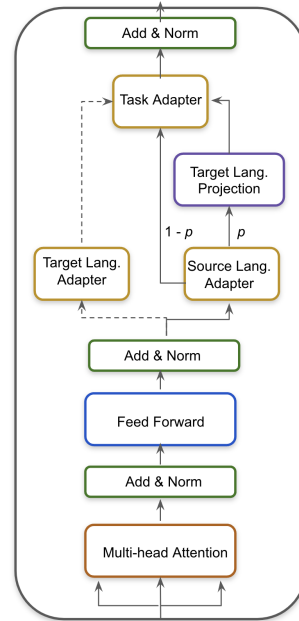 Add & Norm
Task Adapter
Target Lang.
Projection
1 - p
p
Target Lang.
Adapter
Source Lang.
Adapter
Add & Norm
Feed Forward
Add & Norm
Multi-head Attention